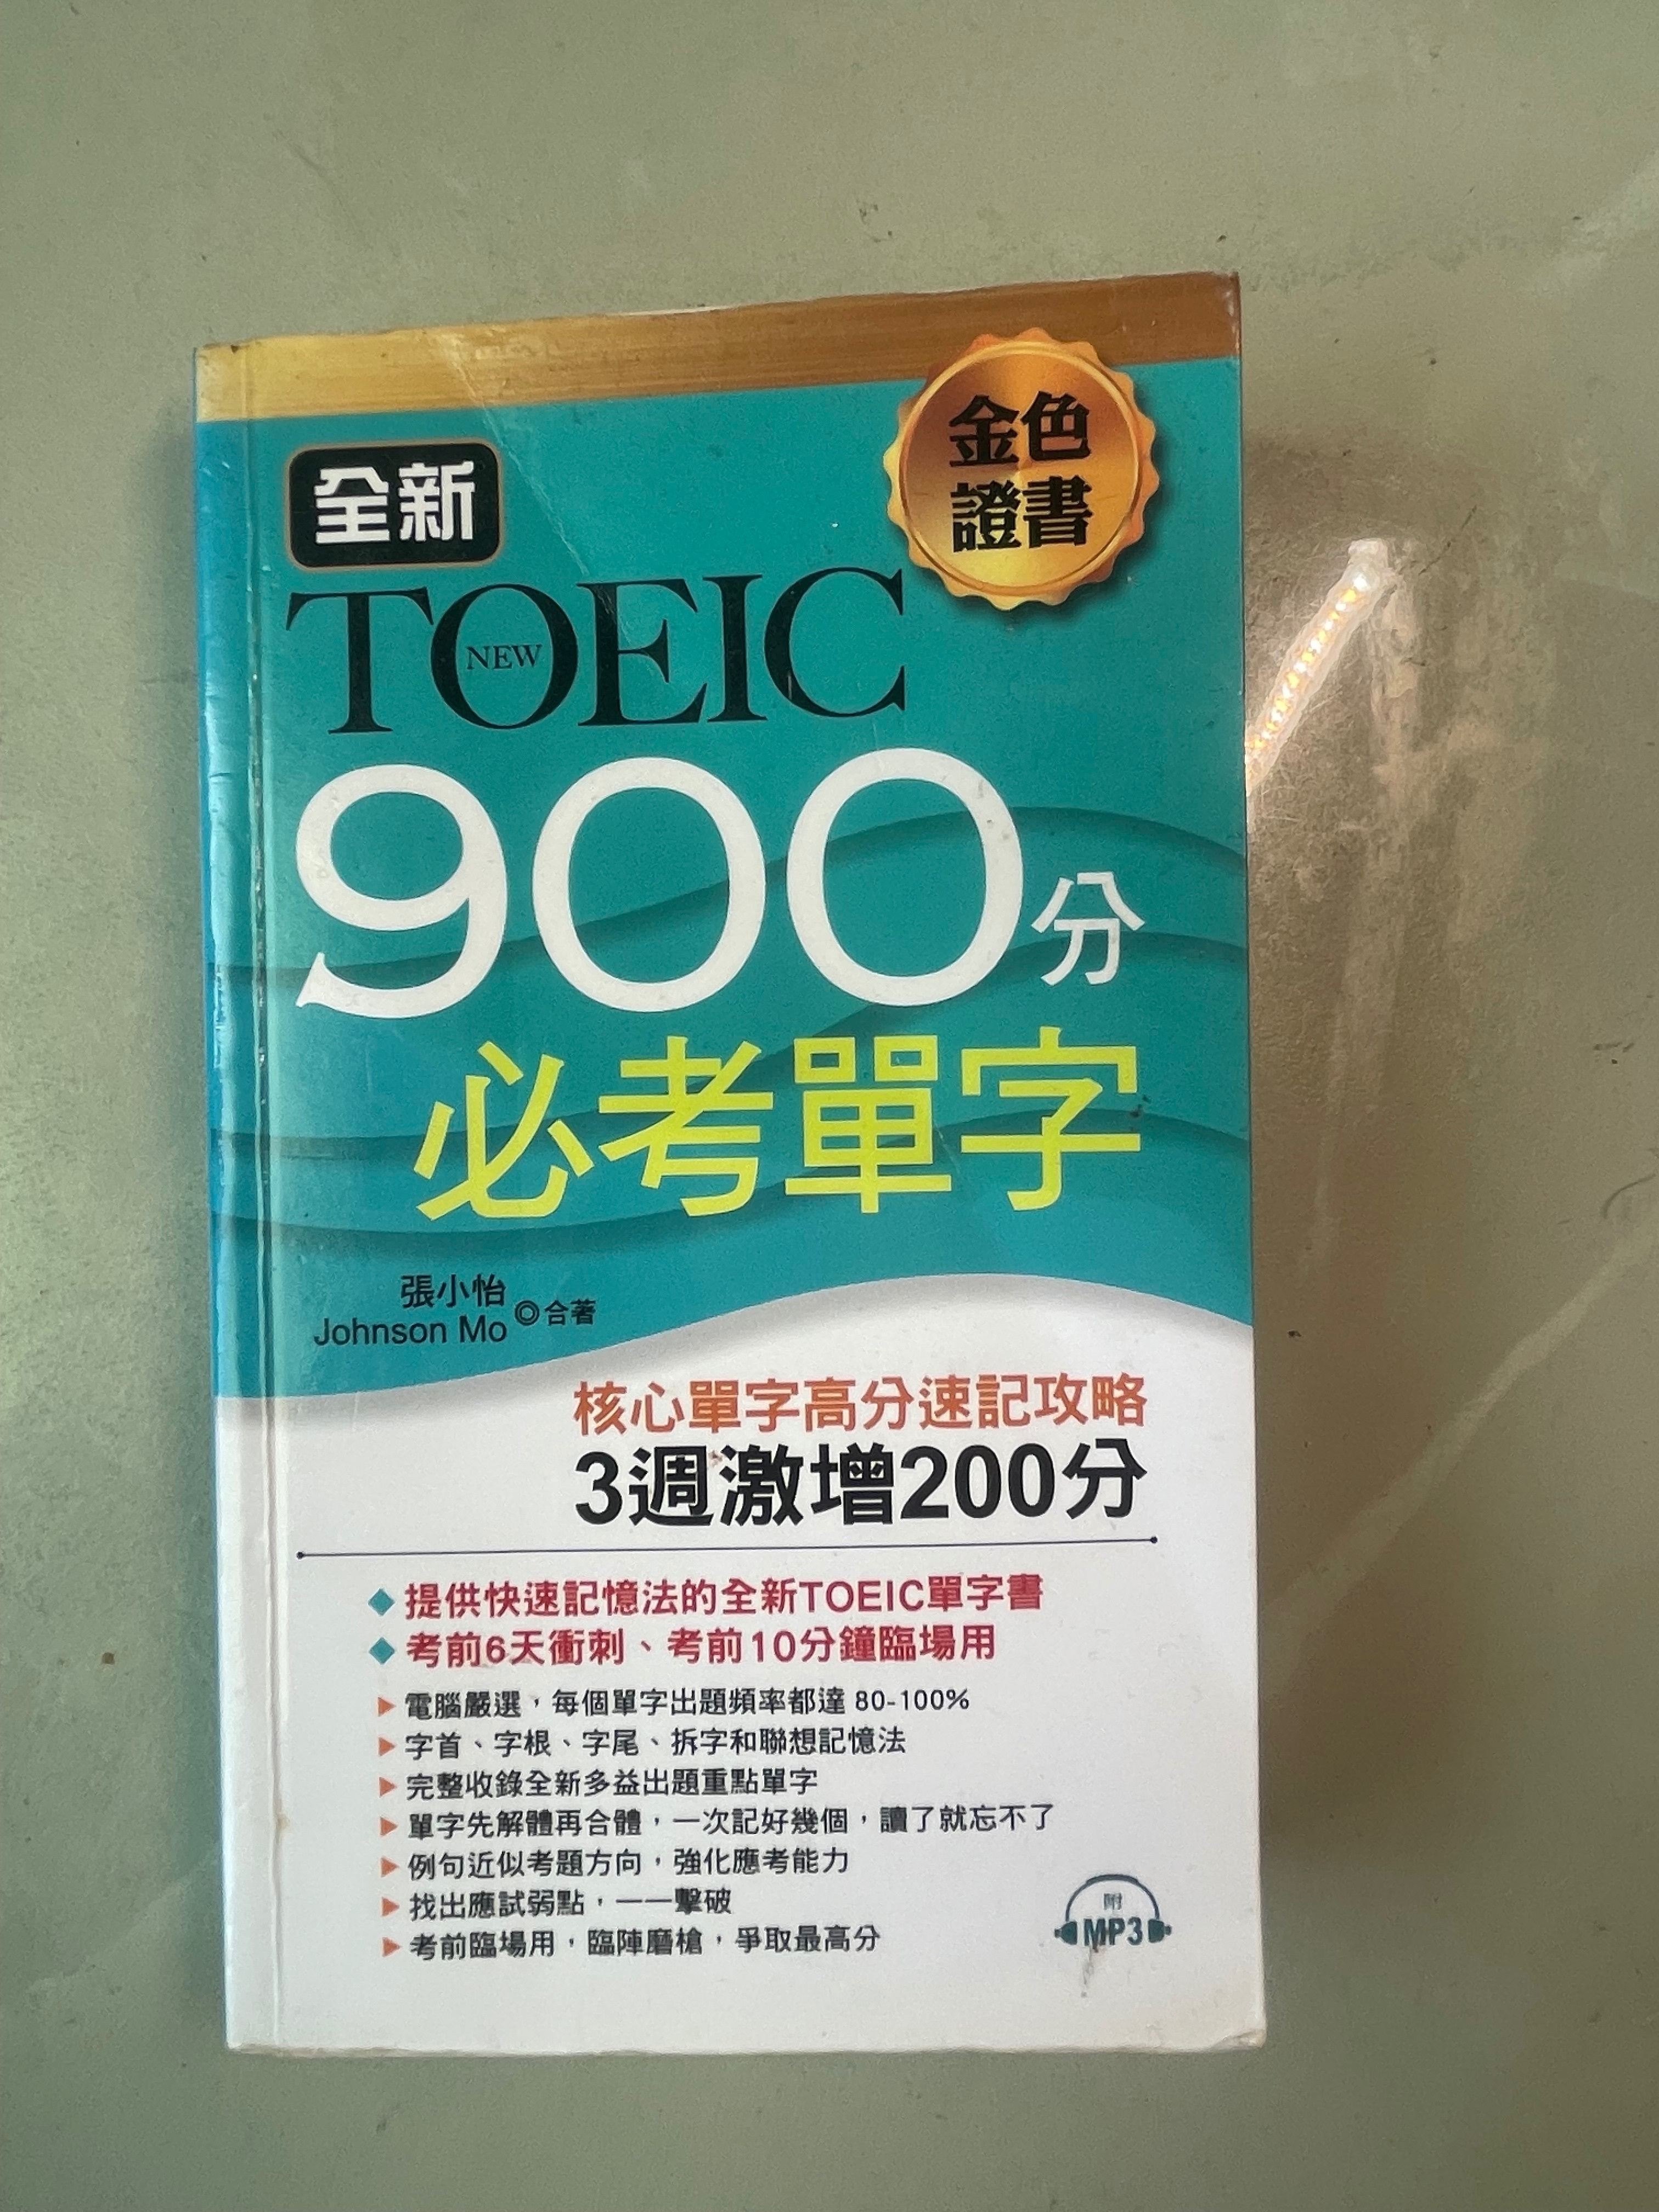 金色
證書
全新
TOEIC
NEW
900分
必考單字
張小怡
Johnson Mo ◎合著
核心單字高分速記攻略
3週激增200分
◆提供快速記憶法的全新TOEIC單字書
◆考前6天衝刺、考前10分鐘臨場用
▶電腦嚴選，每個單字出題頻率都達 80-100%
▶字首、字根、字尾、拆字和聯想記憶法
▶完整收錄全新多益出題重點單字
▶單字先解體再合體，一次記好幾個，讀了就忘不了
▶例句近似考題方向，強化應考能力
▶找出應試弱點，一一擊破
▶考前臨場用，臨陣磨槍，爭取最高分
附
MP3